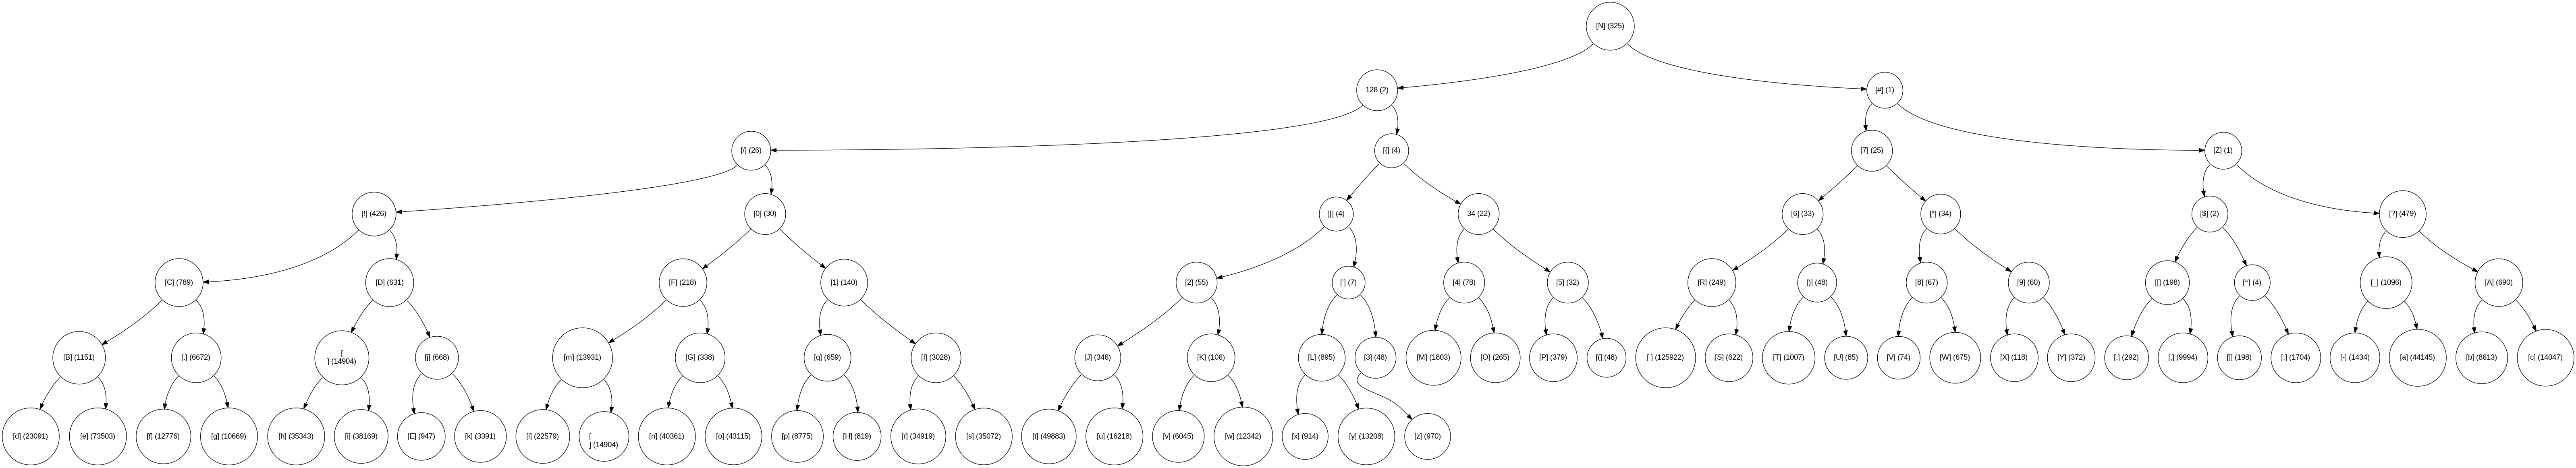 [N] (325)
128 (2)
[#] (1)
[/] (26)
[{] (4)
[7] (25)
[Z] (1)
[!] (426)
[0] (30)
[}] (4)
34 (22)
[6] (33)
[*] (34)
[$] (2)
[?] (479)
[C] (789)
[D] (631)
[F] (218)
[1] (140)
[2] (55)
['] (7)
[4] (78)
[5] (32)
[R] (249)
[)] (48)
[8] (67)
[9] (60)
[[] (198)
[^] (4)
[_] (1096)
[A] (690)
[B] (1151)
[.] (6672)
[
] (14904)
[j] (668)
[m] (13931)
[G] (338)
[q] (659)
[I] (3028)
[J] (346)
[K] (106)
[L] (895)
[3] (48)
[M] (1803)
[O] (265)
[P] (379)
[(] (48)
[ ] (125922)
[S] (622)
[T] (1007)
[U] (85)
[V] (74)
[W] (675)
[X] (118)
[Y] (372)
[:] (292)
[,] (9994)
[]] (198)
[;] (1704)
[-] (1434)
[a] (44145)
[b] (8613)
[c] (14047)
[d] (23091)
[e] (73503)
[f] (12776)
[g] (10669)
[h] (35343)
[i] (38169)
[E] (947)
[k] (3391)
[l] (22579)
[
] (14904)
[n] (40361)
[o] (43115)
[p] (8775)
[H] (819)
[r] (34919)
[s] (35072)
[t] (49883)
[u] (16218)
[v] (6045)
[w] (12342)
[x] (914)
[y] (13208)
[z] (970)